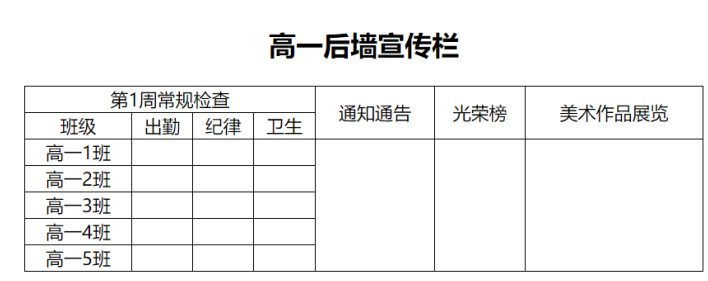 高一后墙宣传栏
第1周常规检查 通知通告 光荣榜 美术作品展览
班级 出勤 纪律 卫生
高一1班
高一2班
高一3班
高一4班
高一5班